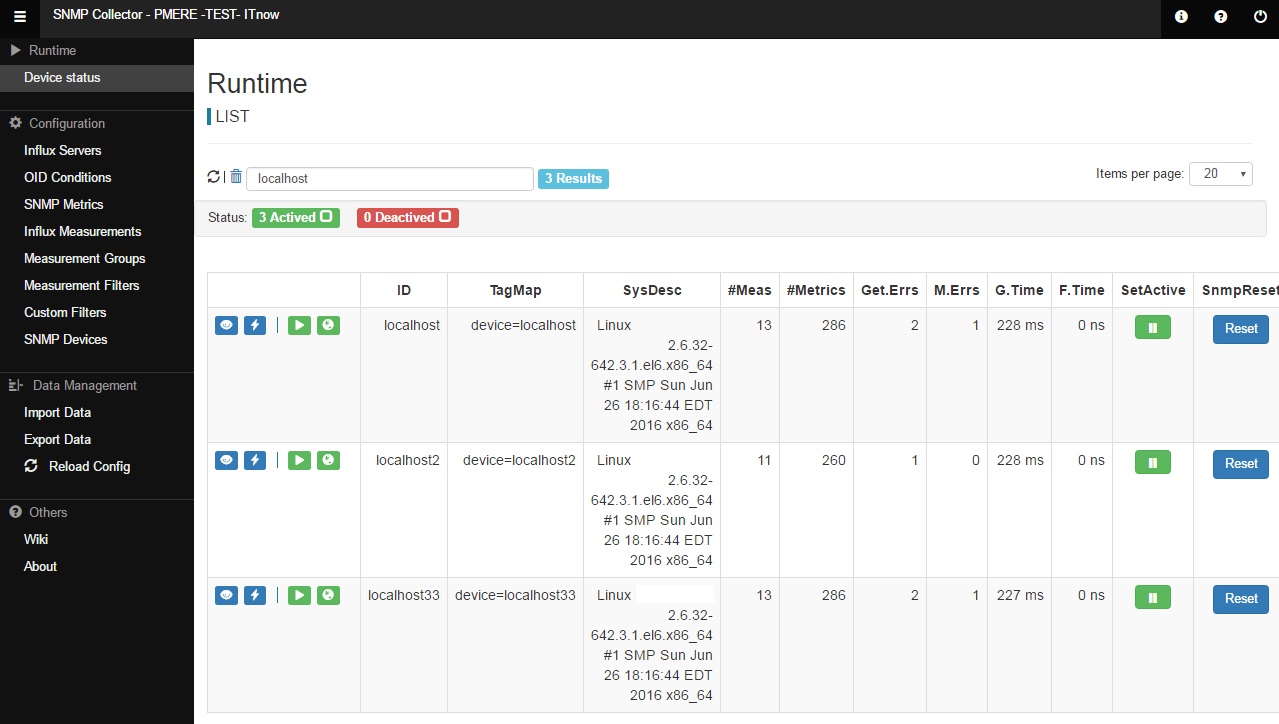 SNMP Collector - PMERE -TEST- ITnow
Runtime
Device status
Configuration
Influx Servers
OID Conditions
SNMP Metrics
Influx Measurements
Measurement Groups
Measurement Filters
Custom Filters
SNMP Devices
Data Management
Import Data
Export Data
Reload Config
Others
Wiki
About
Runtime
LIST
localhost 3 Results Items per page: 20
Status: 3 Actived 0 Deactived
ID TagMap SysDesc #Meas #Metrics Get.Errs M.Errs G.Time F.Time SetActive SnmpReset
localhost device=localhost Linux 13 286 2 1 228 ms 0 ns Reset
2.6.32-
642.3.1.el6.x86_64
#1 SMP Sun Jun
26 18:16:44 EDT
2016 x86_64
localhost2 device=localhost2 Linux 11 260 1 0 228 ms 0 ns Reset
2.6.32-
642.3.1.el6.x86_64
#1 SMP Sun Jun
26 18:16:44 EDT
2016 x86_64
localhost33 device=localhost33 Linux 13 286 2 1 227 ms 0 ns Reset
2.6.32-
642.3.1.el6.x86_64
#1 SMP Sun Jun
26 18:16:44 EDT
2016 x86_64